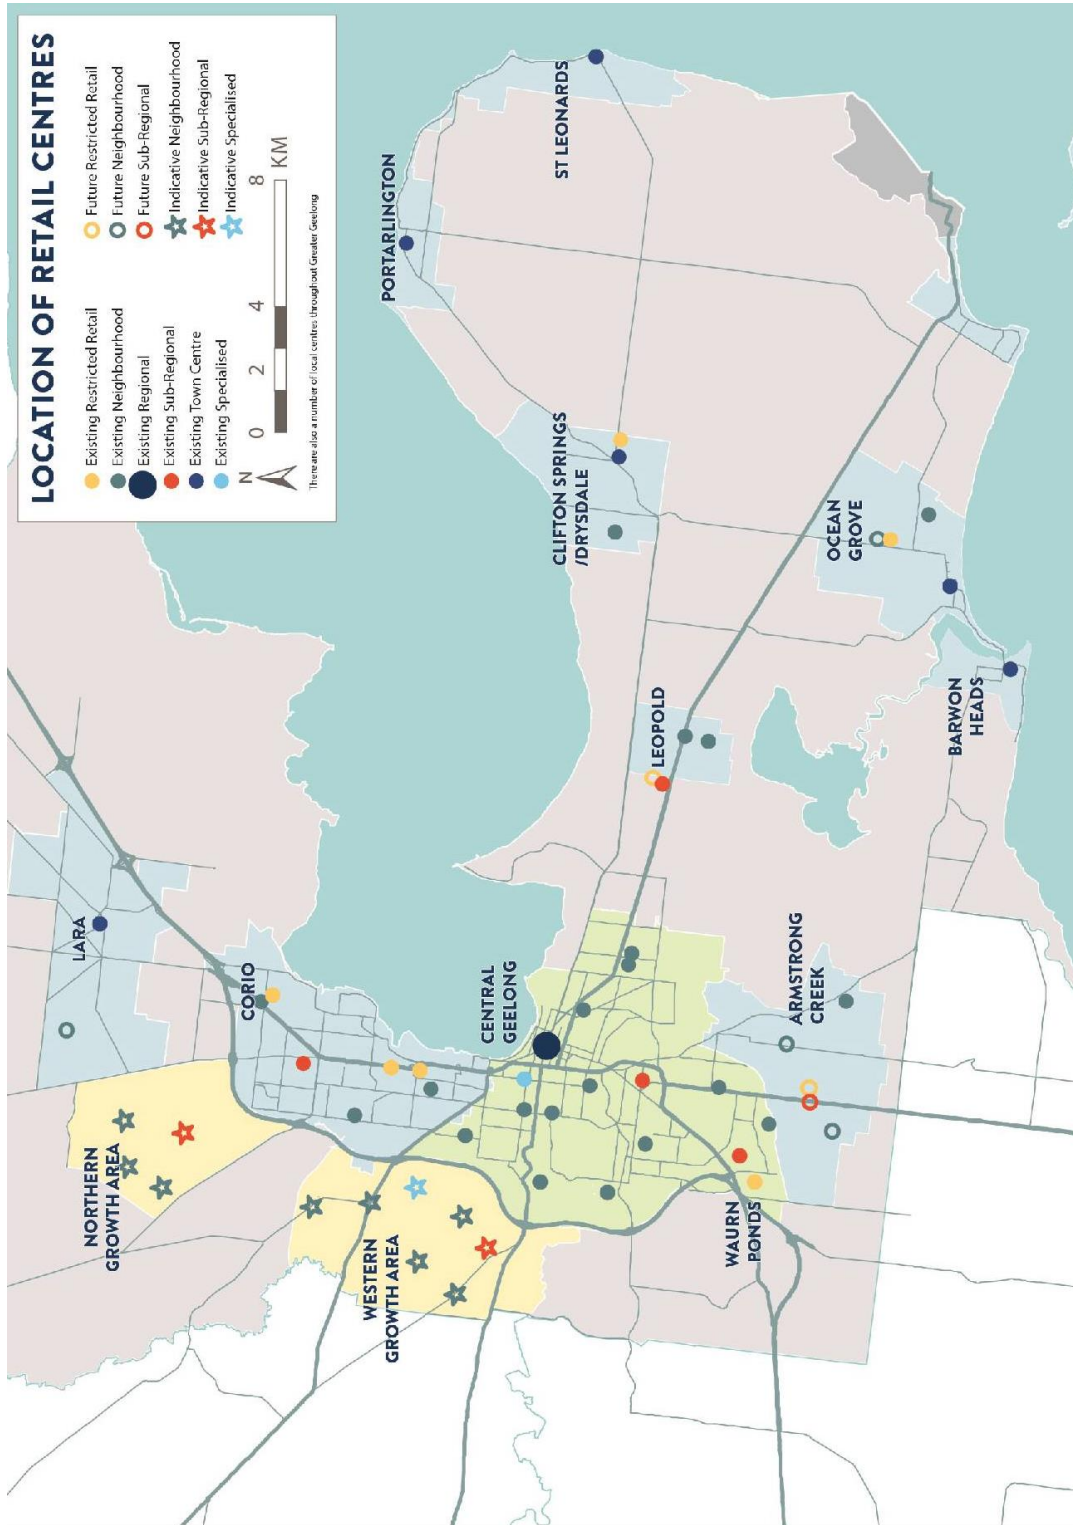 LOCATION OF RETAIL CENTRES
Existing Restricted Retail
Existing Neighbourhood
Existing Regional
Existing Sub-Regional
Existing Town Centre
Existing Specialised
Future Restricted Retail
Future Neighbourhood
Future Sub-Regional
Indicative Neighbourhood
Indicative Sub-Regional
Indicative Specialised
N
0 2 4 8
KM
There are also a number of local centres throughout Greater Geelong
NORTHERN
GROWTH AREA
LARA
CORIO
WESTERN
GROWTH AREA
CENTRAL
GEELONG
PORTARLINGTON
ST LEONARDS
CLIFTON SPRINGS
/DRYSDALE
LEOPOLD
WAURN
PONDS
ARMSTRONG
CREEK
OCEAN
GROVE
BARWON
HEADS